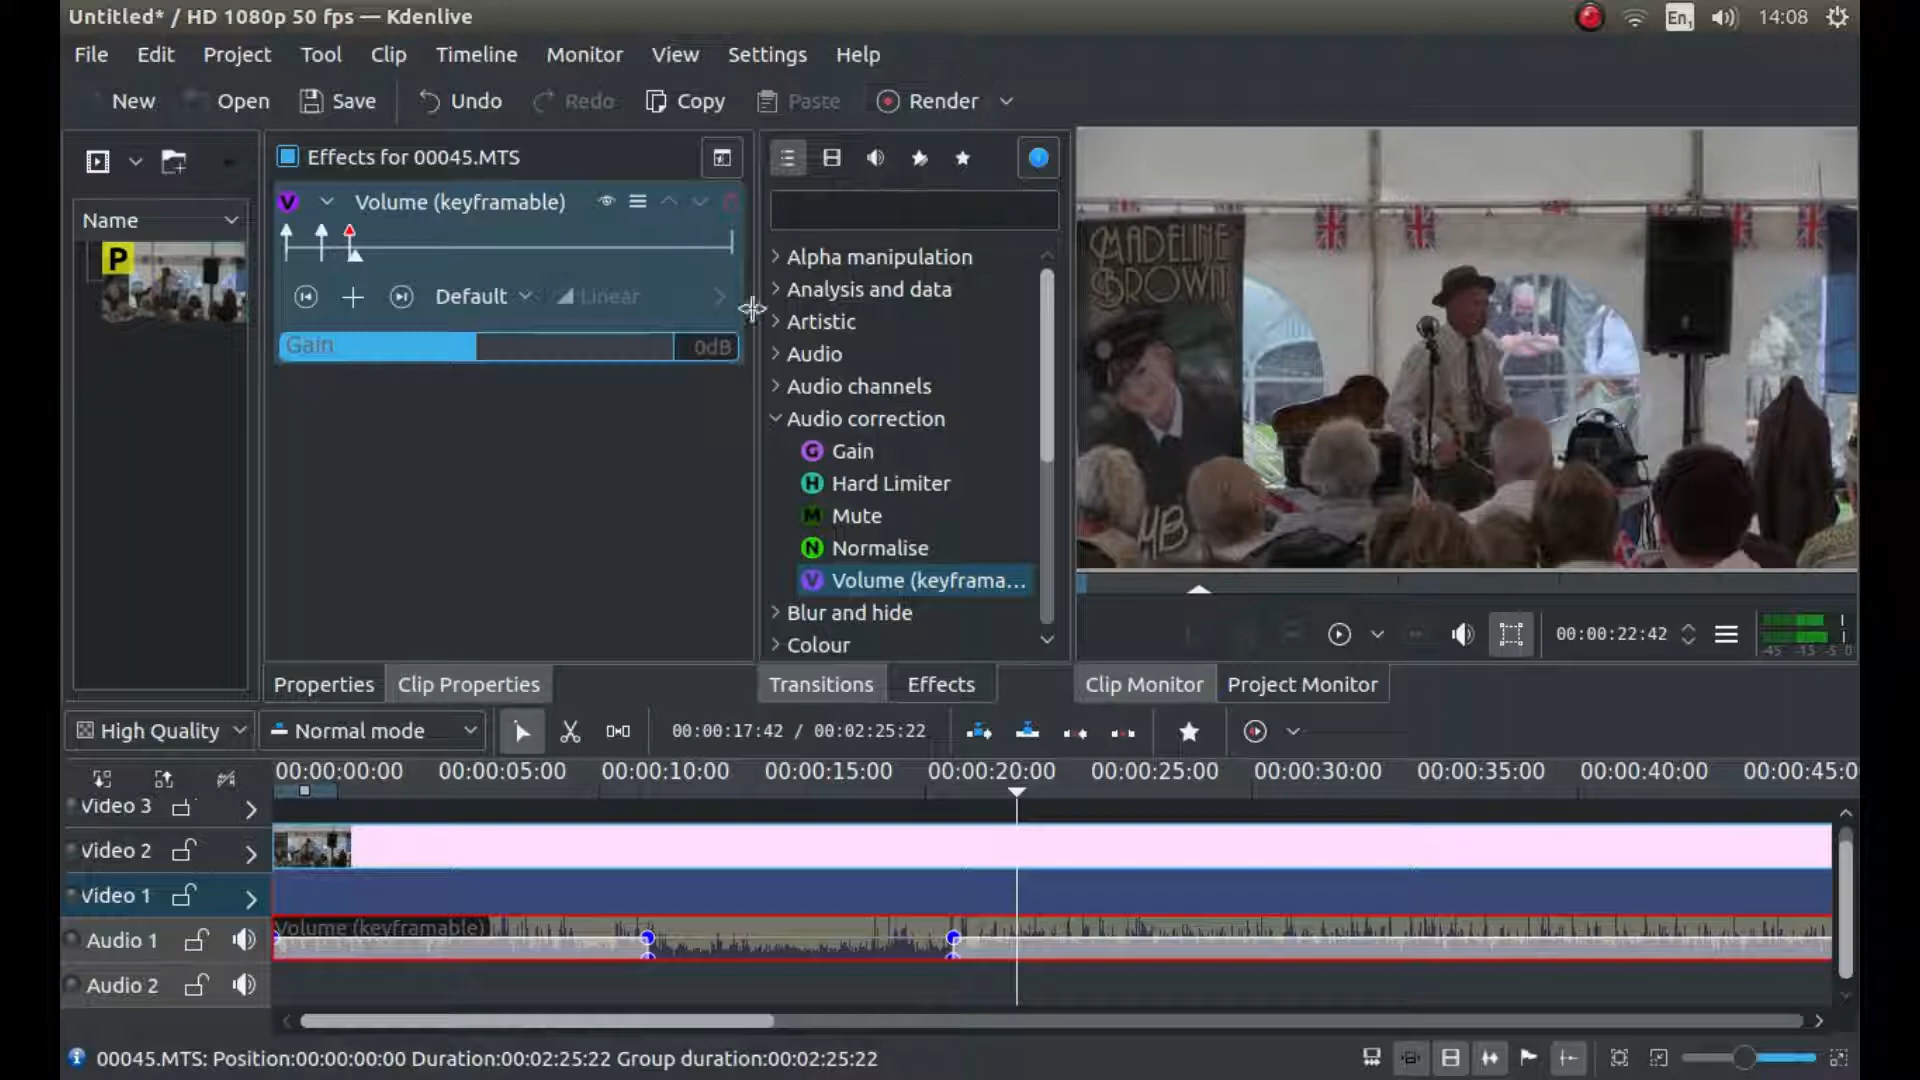 Untitled* / HD 1080p 50 fps — Kdenlive
En1
14:08
File Edit Project Tool Clip Timeline Monitor View Settings Help
New Open Save Undo Redo Copy Paste Render
Effects for 00045.MTS
Name
P
V Volume (keyframable)
Default Linear
Gain 0dB
Alpha manipulation
Analysis and data
Artistic
Audio
Audio channels
Audio correction
G Gain
H Hard Limiter
M Mute
N Normalise
V Volume (keyframa...
Blur and hide
Colour
MADELINE
BROWN
MB
00:00:22:42
-45 -15 -5 0
Properties Clip Properties
Transitions Effects
Clip Monitor Project Monitor
High Quality Normal mode 00:00:17:42 / 00:02:25:22
00:00:00:00 00:00:05:00 00:00:10:00 00:00:15:00 00:00:20:00 00:00:25:00 00:00:30:00 00:00:35:00 00:00:40:00 00:00:45:0
Video 3
Video 2
Video 1
Volume (keyframable)
Audio 1
Audio 2
00045.MTS: Position:00:00:00:00 Duration:00:02:25:22 Group duration:00:02:25:22